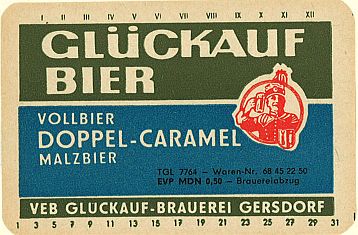 I II III IV V VI VII VIII IX X XI XII
GLÜCKAUF
BIER
VOLLBIER
DOPPEL-CARAMEL
MALZBIER
TGL 7764 – Waren-Nr. 68 45 22 50
EVP MDN 0,50 – Brauereiabzug
VEB GLUCKAUF-BRAUEREI GERSDORF
1 3 5 7 9 11 13 15 17 19 21 23 25 27 29 31